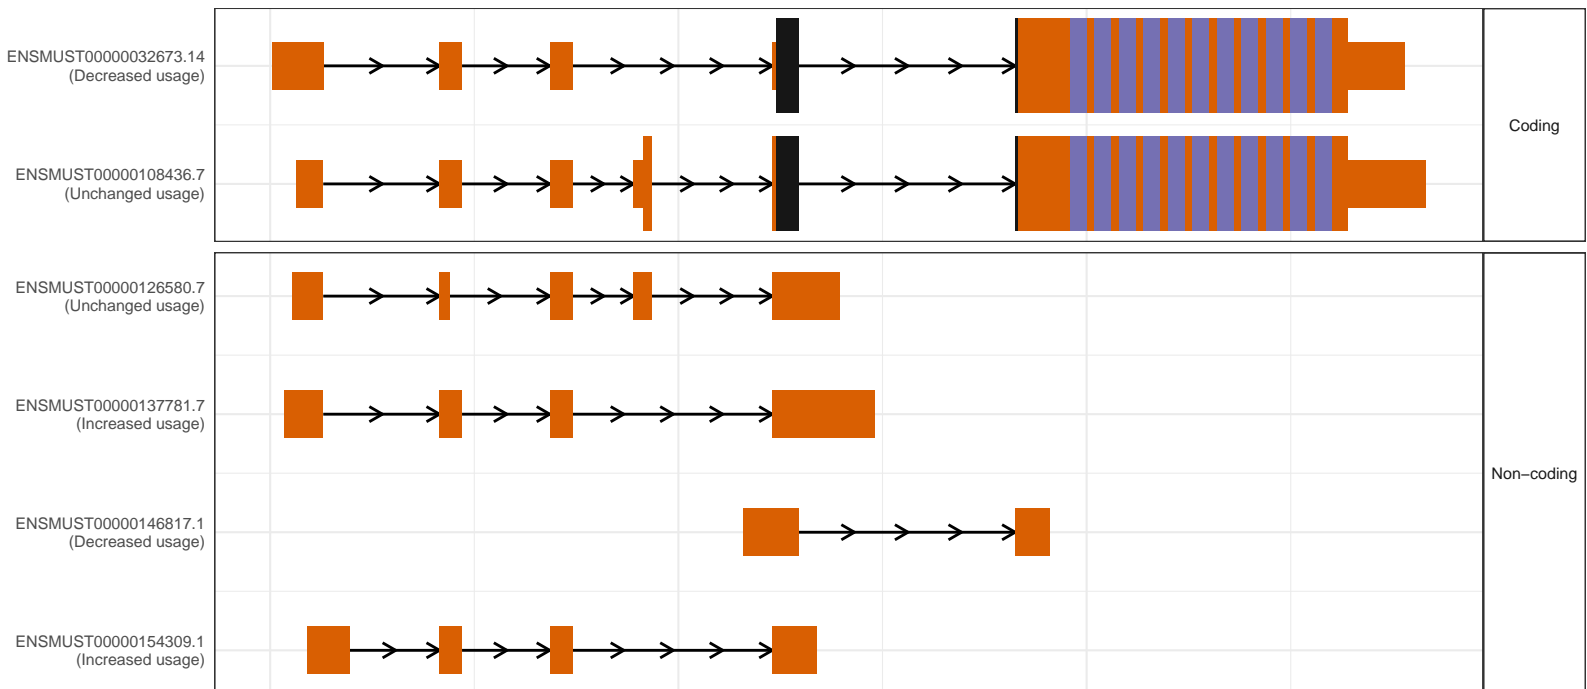 ENSMUST00000032673.14
(Decreased usage)
ENSMUST00000108436.7
(Unchanged usage)
Coding
ENSMUST00000126580.7
(Unchanged usage)
ENSMUST00000137781.7
(Increased usage)
ENSMUST00000146817.1
(Decreased usage)
ENSMUST00000154309.1
(Increased usage)
Non−coding